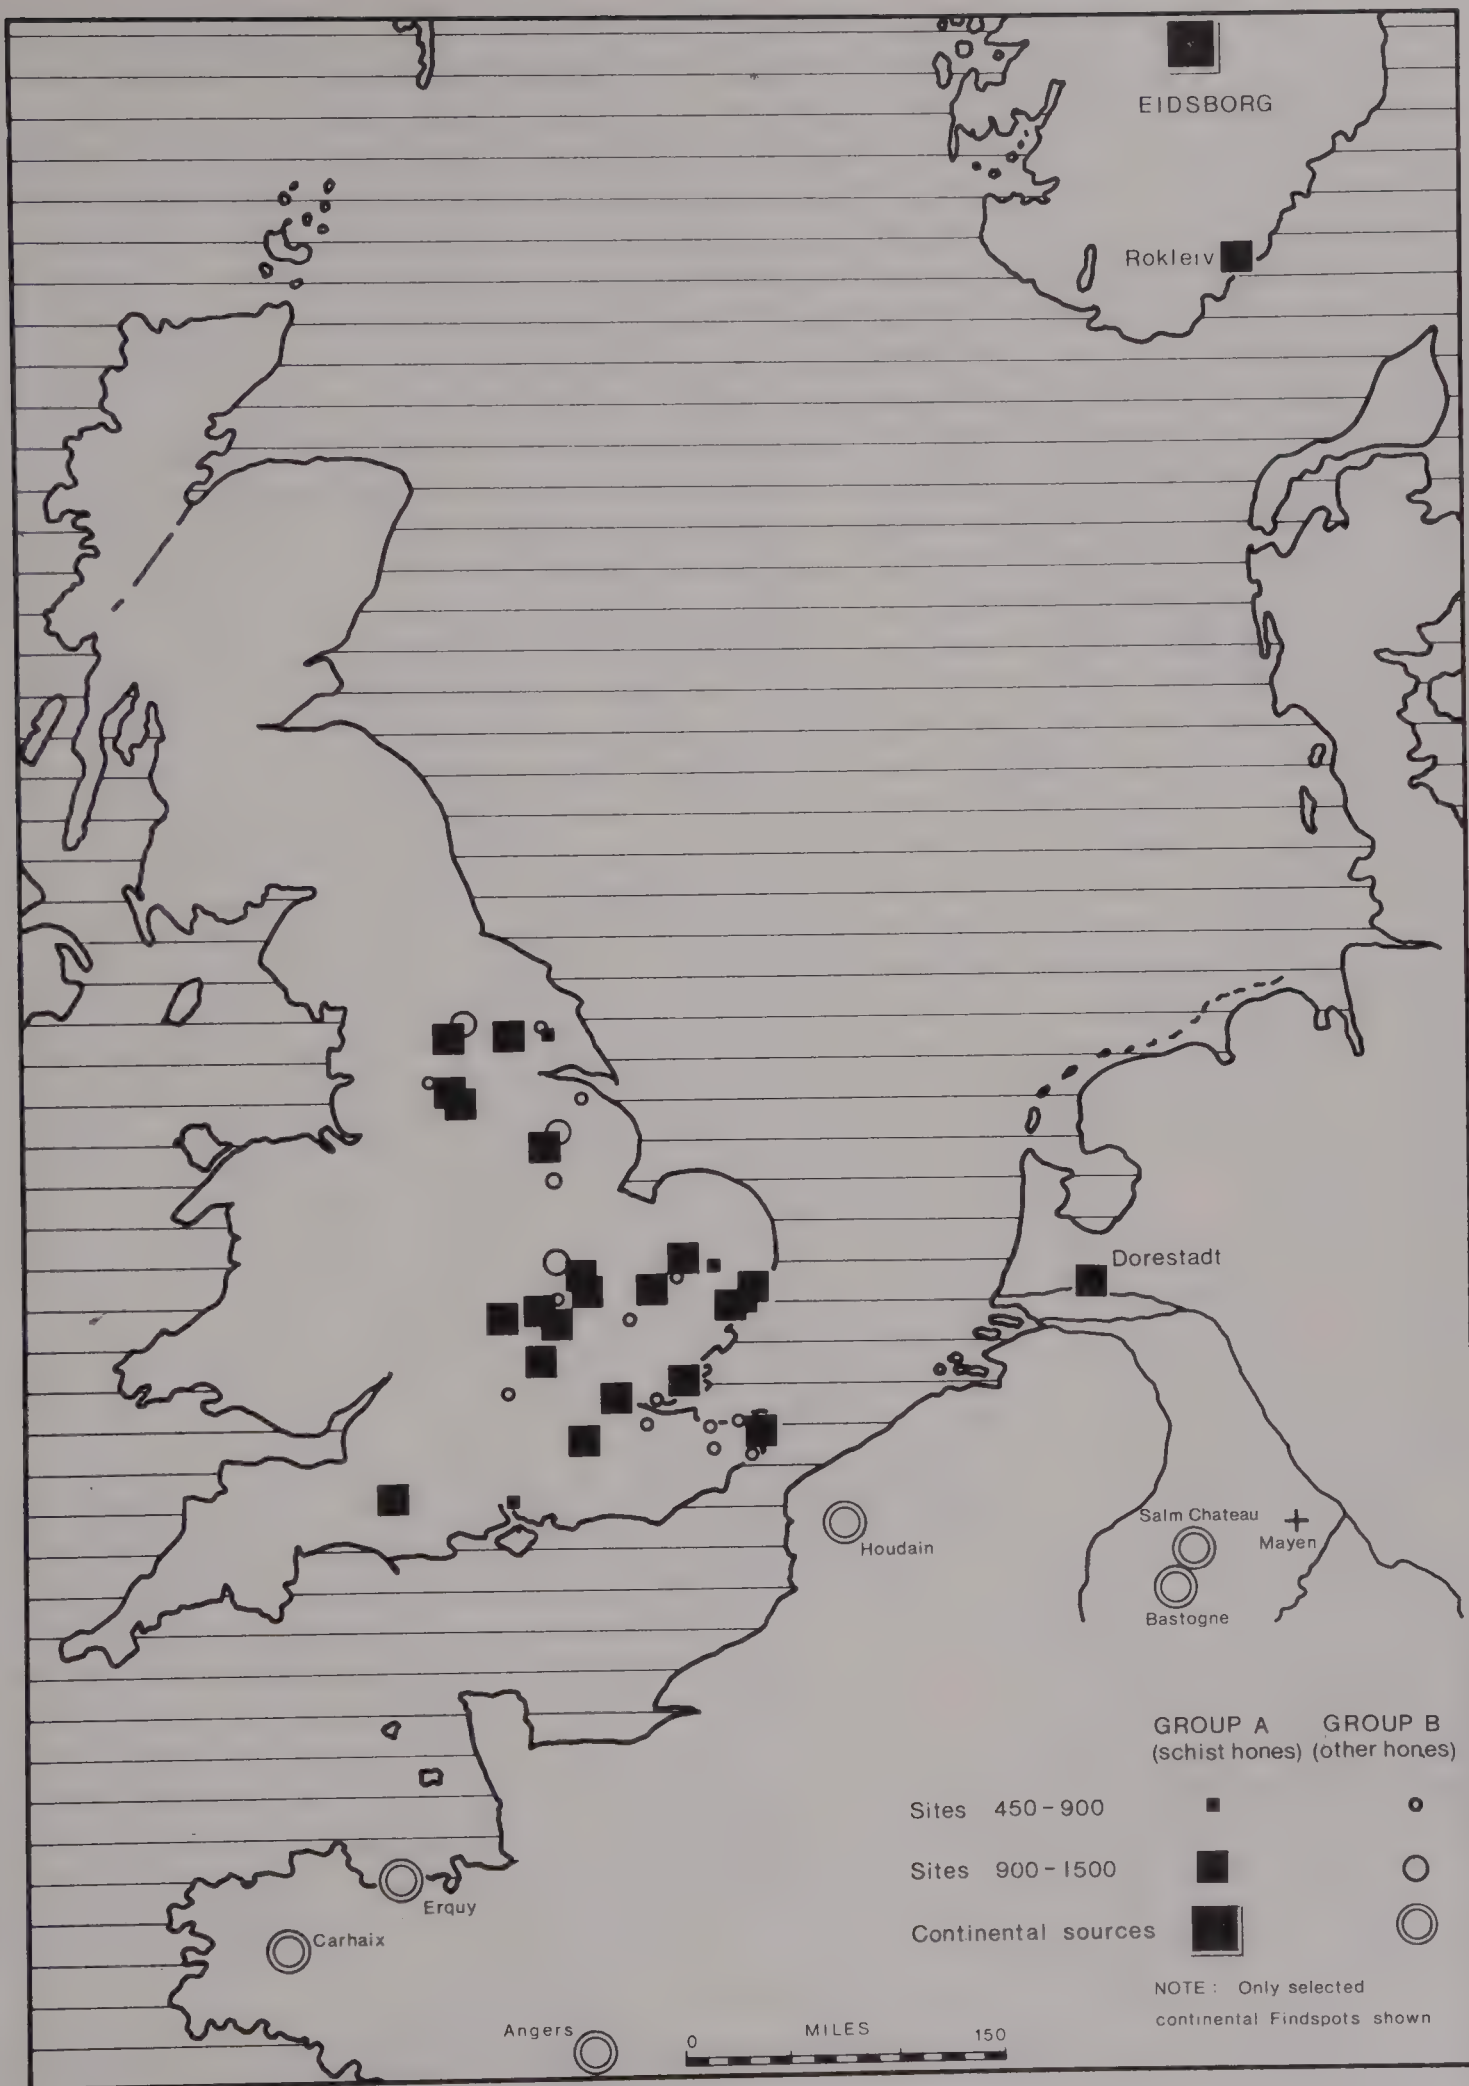 EIDSBORG
Rokleiv
Dorestadt
Salm Chateau
Mayen
Houdain
Bastogne
GROUP A GROUP B
(schist hones) (other hones)
Sites 450-900
Sites 900-1500
Erquy
Continental sources
Carhaix
NOTE: Only selected
continental Findspots shown
Angers
0 MILES 150